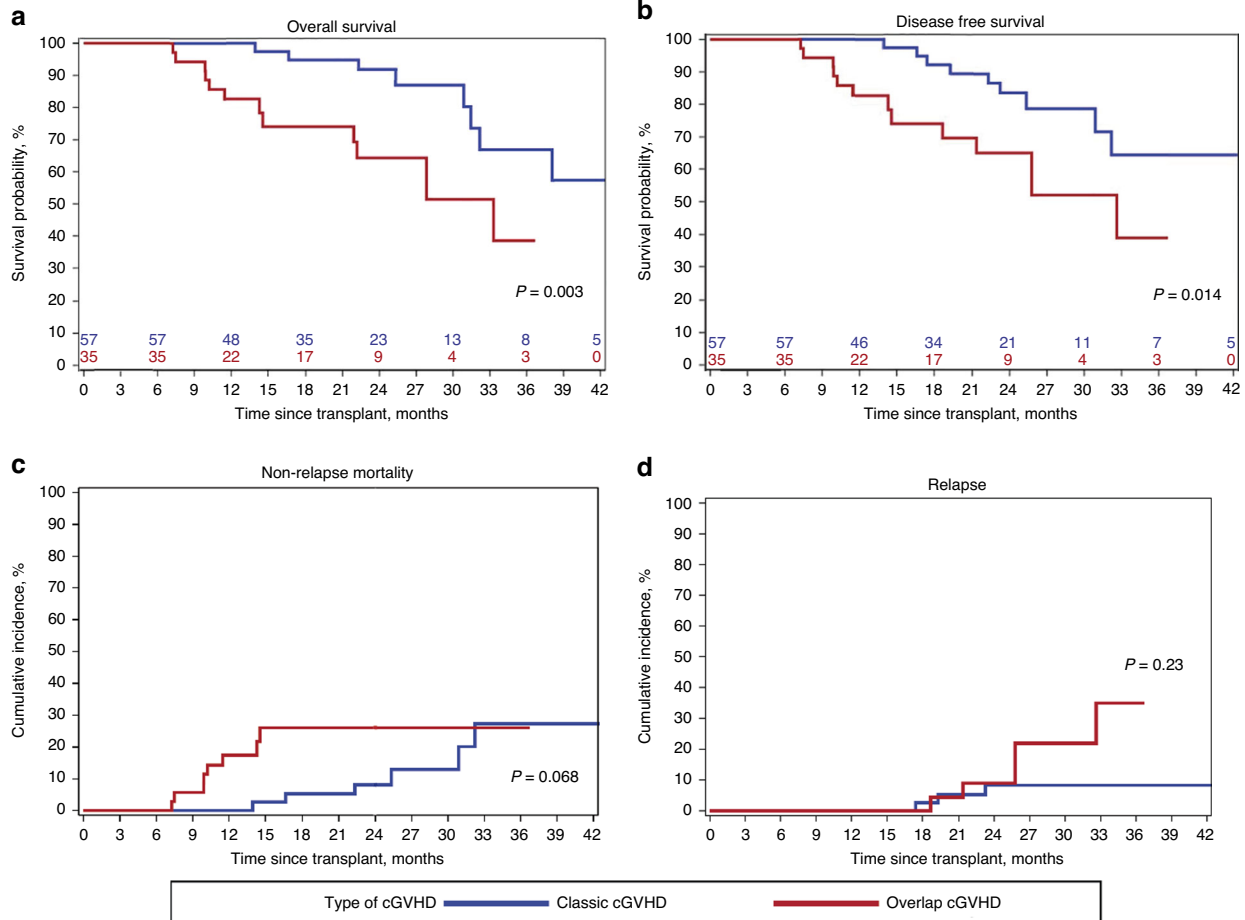 a
Overall survival
Survival probability, %
100
90
80
70
60
50
40
30
20
10
0
P = 0.003
57 57 48 35 23 13 8 5
35 35 22 17 9 4 3 0
0 3 6 9 12 15 18 21 24 27 30 33 36 39 42
Time since transplant, months
b
Disease free survival
Survival probability, %
100
90
80
70
60
50
40
30
20
10
0
P = 0.014
57 57 46 34 21 11 7 5
35 35 22 17 9 4 3 0
0 3 6 9 12 15 18 21 24 27 30 33 36 39 42
Time since transplant, months
c
Non-relapse mortality
Cumulative incidence, %
100
90
80
70
60
50
40
30
20
10
0
P = 0.068
0 3 6 9 12 15 18 21 24 27 30 33 36 39 42
Time since transplant, months
d
Relapse
Cumulative incidence, %
100
90
80
70
60
50
40
30
20
10
0
P = 0.23
0 3 6 9 12 15 18 21 24 27 30 33 36 39 42
Time since transplant, months
Type of cGVHD Classic cGVHD Overlap cGVHD